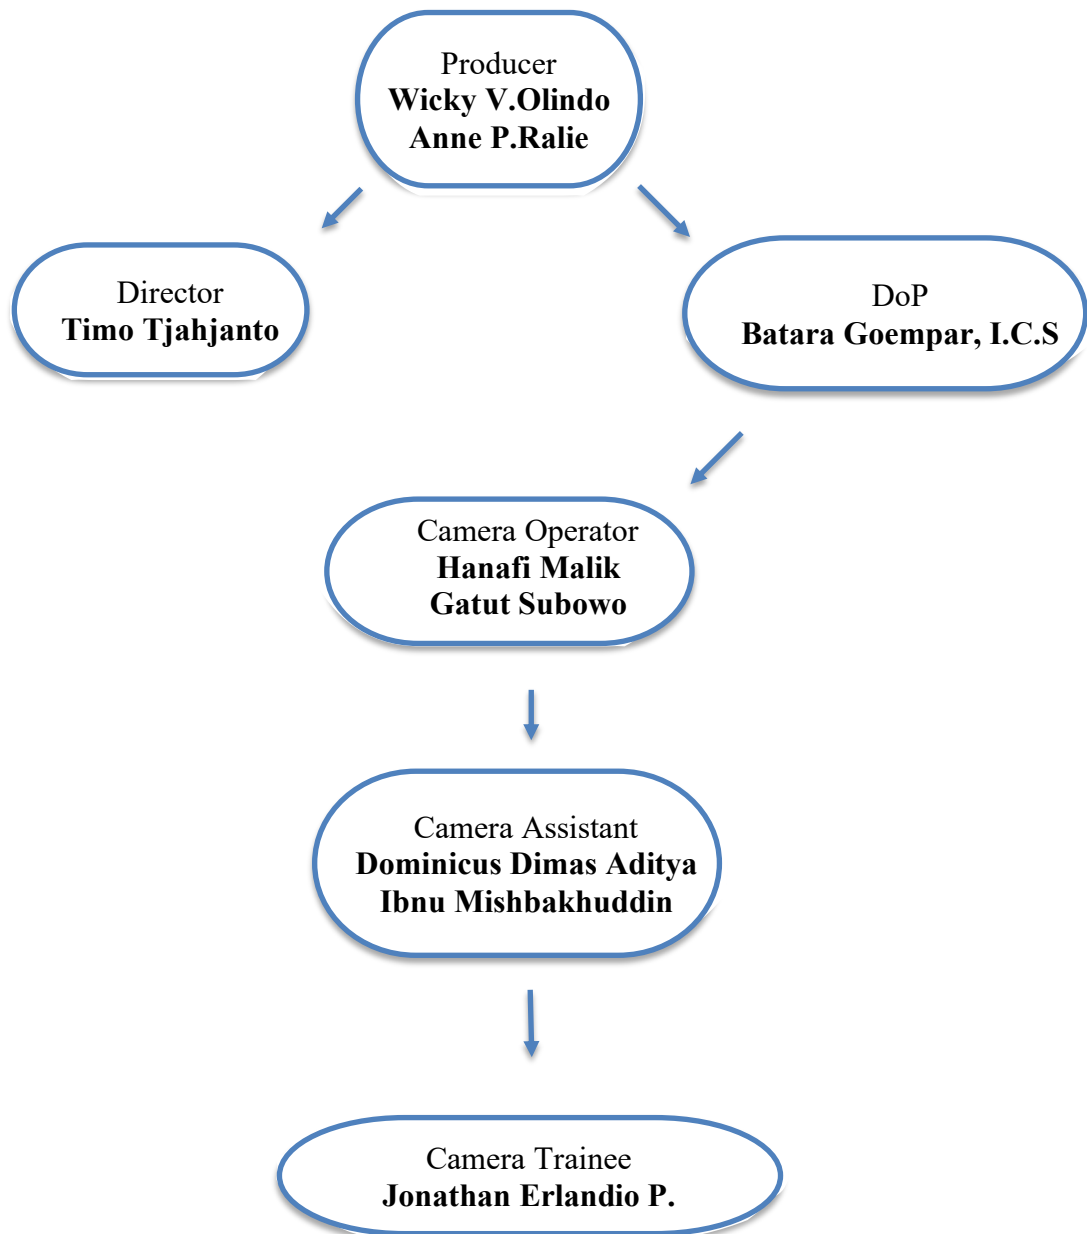 Producer
Wicky V.Olindo
Anne P.Ralie
Director
Timo Tjahjanto
DoP
Batara Goempar, I.C.S
Camera Operator
Hanafi Malik
Gatut Subowo
Camera Assistant
Dominicus Dimas Aditya
Ibnu Mishbakhuddin
Camera Trainee
Jonathan Erlandio P.